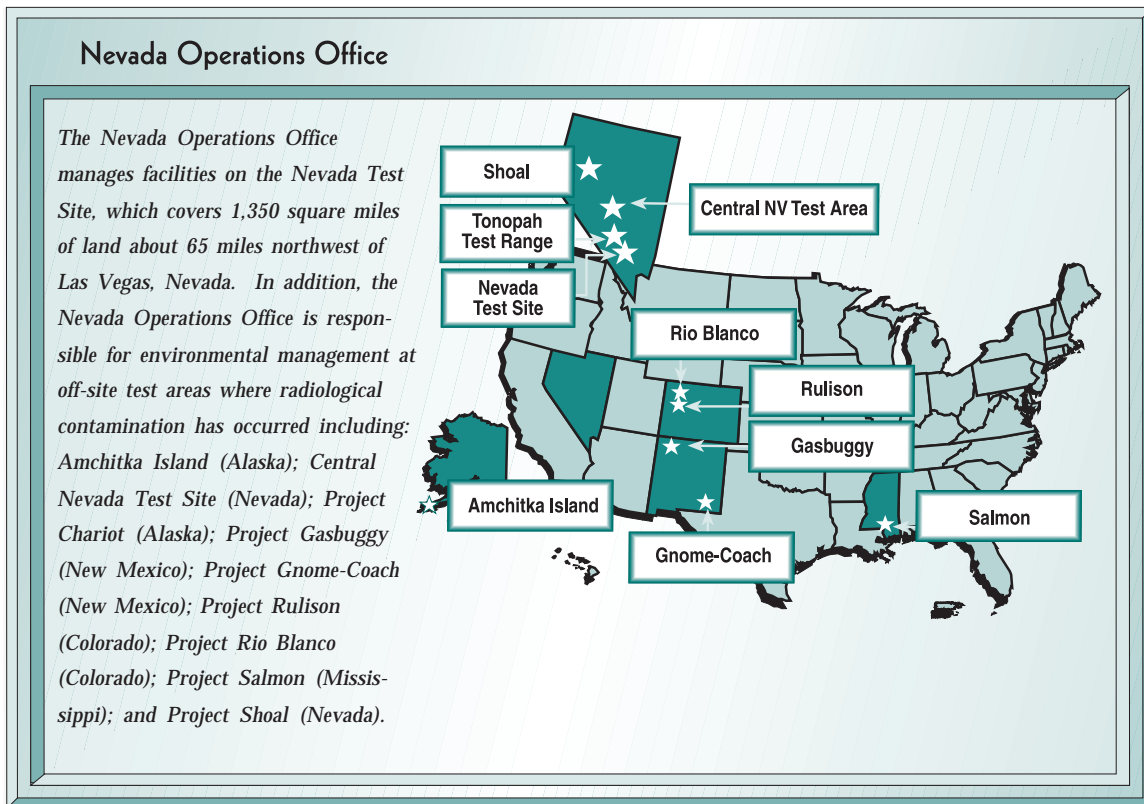 Nevada Operations Office
The Nevada Operations Office
manages facilities on the Nevada Test
Site, which covers 1,350 square miles
of land about 65 miles northwest of
Las Vegas, Nevada. In addition, the
Nevada Operations Office is respon-
sible for environmental management at
off-site test areas where radiological
contamination has occurred including:
Amchitka Island (Alaska); Central
Nevada Test Site (Nevada); Project
Chariot (Alaska); Project Gasbuggy
(New Mexico); Project Gnome-Coach
(New Mexico); Project Rulison
(Colorado); Project Rio Blanco
(Colorado); Project Salmon (Missis-
sippi); and Project Shoal (Nevada).
Shoal
Central NV Test Area
Tonopah
Test Range
Nevada
Test Site
Rio Blanco
Rulison
Gasbuggy
Amchitka Island
Salmon
Gnome-Coach